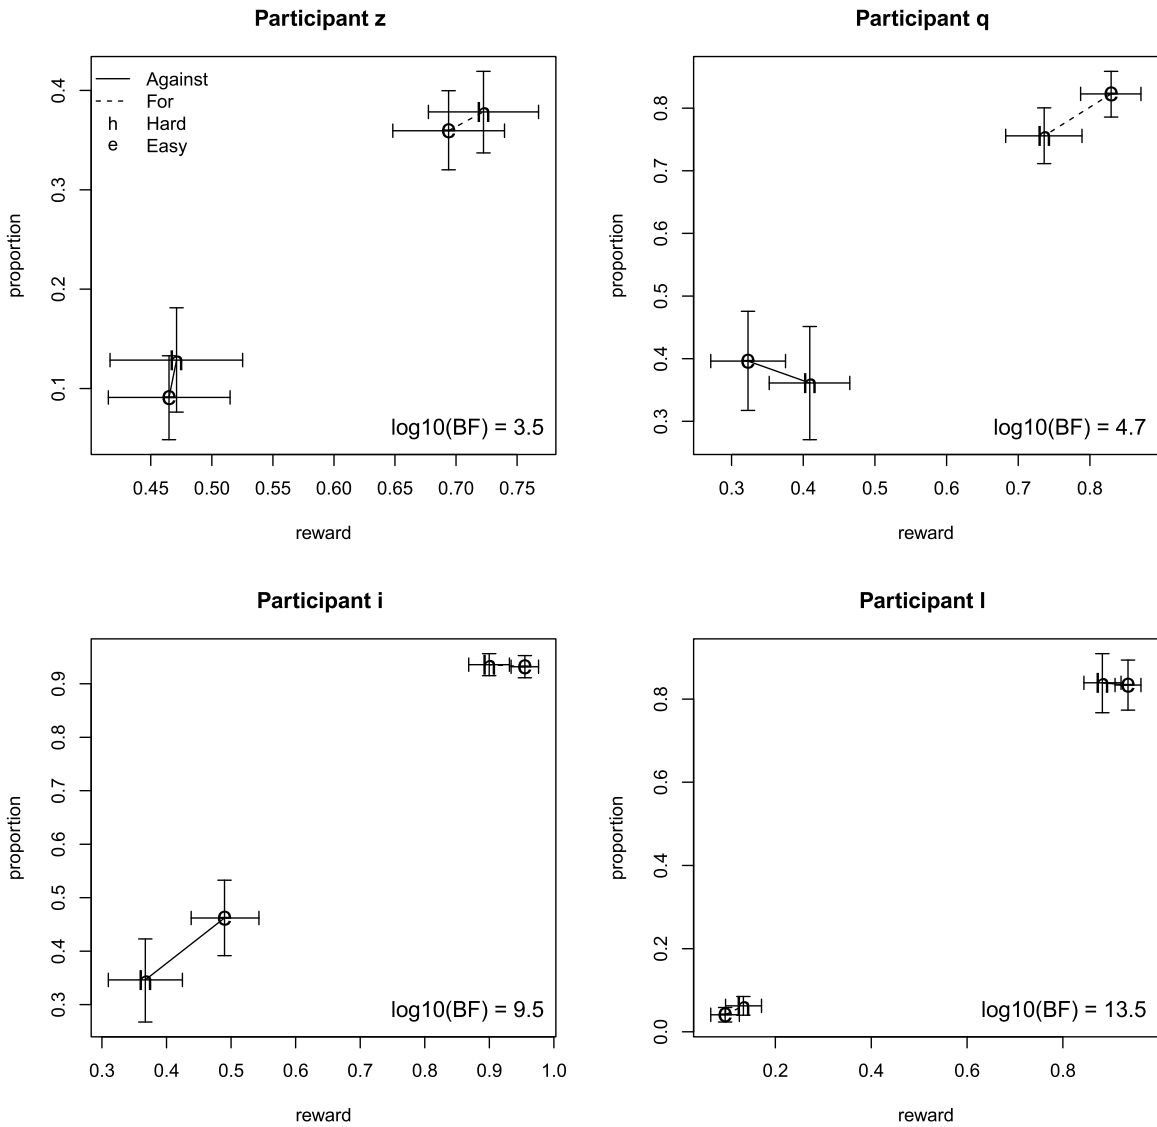 Participant z
Against
For
h Hard
e Easy
0.4
0.3
0.2
0.1
proportion
h
e
h
e
log10(BF) = 3.5
0.45 0.50 0.55 0.60 0.65 0.70 0.75
reward
Participant q
0.8
0.7
0.6
0.5
0.4
0.3
proportion
e
h
e
h
log10(BF) = 4.7
0.3 0.4 0.5 0.6 0.7 0.8
reward
Participant i
0.9
0.8
0.7
0.6
0.5
0.4
0.3
proportion
h e
e
h
log10(BF) = 9.5
0.3 0.4 0.5 0.6 0.7 0.8 0.9 1.0
reward
Participant l
0.8
0.6
0.4
0.2
0.0
proportion
h e
e h
log10(BF) = 13.5
0.2 0.4 0.6 0.8
reward